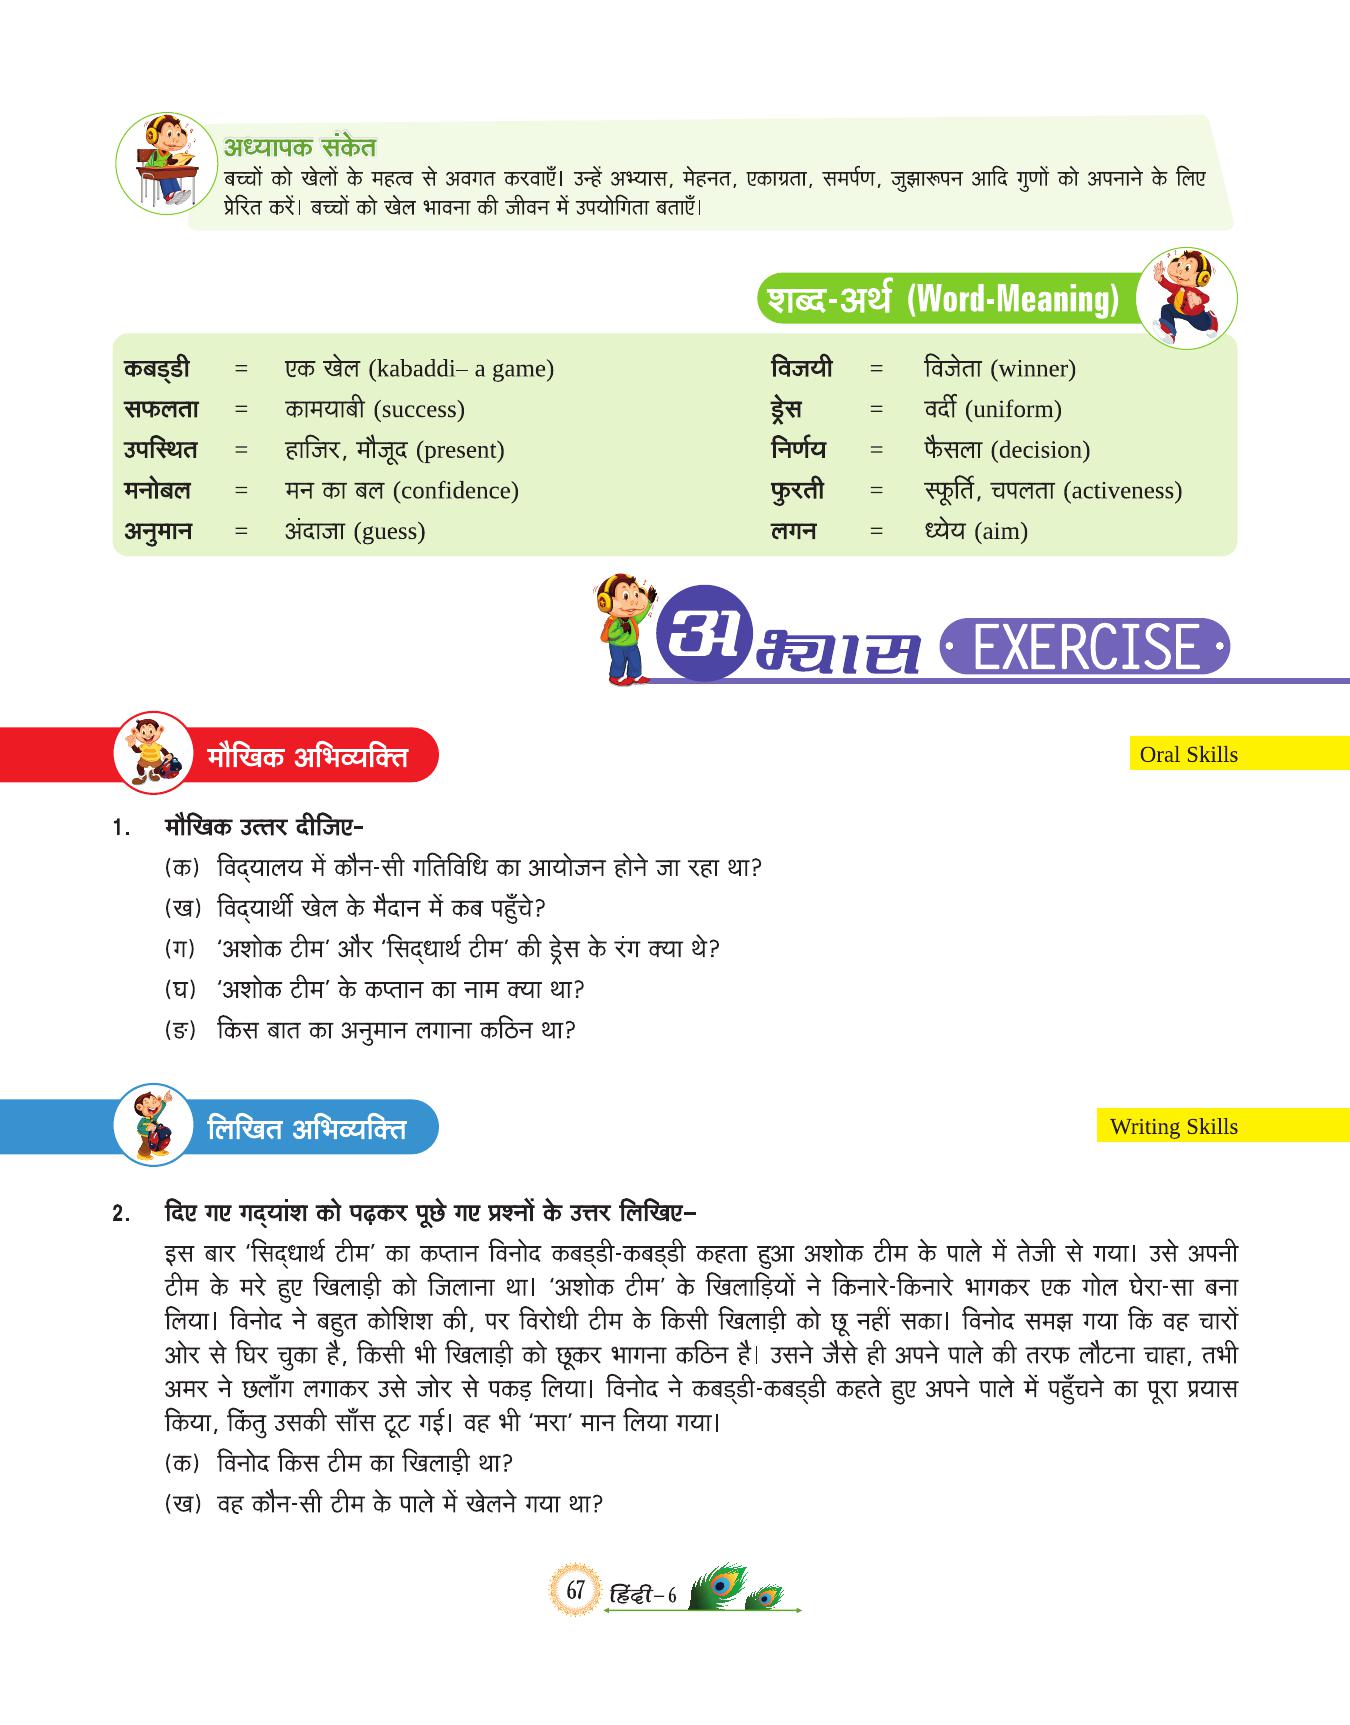 अध्यापक संकेत
बच्चों को खेलों के महत्व से अवगत करवाएँ। उन्हें अभ्यास, मेहनत, एकाग्रता, समर्पण, जुझारूपन आदि गुणों को अपनाने के लिए
प्रेरित करें। बच्चों को खेल भावना की जीवन में उपयोगिता बताएँ।
शब्द-अर्थ (Word-Meaning)
कबड्डी = एक खेल (kabaddi– a game) विजयी = विजेता (winner)
सफलता = कामयाबी (success) ड्रेस = वर्दी (uniform)
उपस्थित = हाजिर, मौजूद (present) निर्णय = फैसला (decision)
मनोबल = मन का बल (confidence) फुरती = स्फूर्ति, चपलता (activeness)
अनुमान = अंदाजा (guess) लगन = ध्येय (aim)
अभ्यास EXERCISE
मौखिक अभिव्यक्ति Oral Skills
1. मौखिक उत्तर दीजिए–
(क) विद्यालय में कौन-सी गतिविधि का आयोजन होने जा रहा था?
(ख) विद्यार्थी खेल के मैदान में कब पहुँचे?
(ग) ‘अशोक टीम’ और ‘सिद्धार्थ टीम’ की ड्रेस के रंग क्या थे?
(घ) ‘अशोक टीम’ के कप्तान का नाम क्या था?
(ङ) किस बात का अनुमान लगाना कठिन था?
लिखित अभिव्यक्ति Writing Skills
2. दिए गए गद्यांश को पढ़कर पूछे गए प्रश्नों के उत्तर लिखिए–
इस बार ‘सिद्धार्थ टीम’ का कप्तान विनोद कबड्डी-कबड्डी कहता हुआ अशोक टीम के पाले में तेजी से गया। उसे अपनी
टीम के मरे हुए खिलाड़ी को जिलाना था। ‘अशोक टीम’ के खिलाड़ियों ने किनारे-किनारे भागकर एक गोल घेरा-सा बना
लिया। विनोद ने बहुत कोशिश की, पर विरोधी टीम के किसी खिलाड़ी को छू नहीं सका। विनोद समझ गया कि वह चारों
ओर से घिर चुका है, किसी भी खिलाड़ी को छूकर भागना कठिन है। उसने जैसे ही अपने पाले की तरफ लौटना चाहा, तभी
अमर ने छलाँग लगाकर उसे जोर से पकड़ लिया। विनोद ने कबड्डी-कबड्डी कहते हुए अपने पाले में पहुँचने का पूरा प्रयास
किया, किंतु उसकी साँस टूट गई। वह भी ‘मरा’ मान लिया गया।
(क) विनोद किस टीम का खिलाड़ी था?
(ख) वह कौन-सी टीम के पाले में खेलने गया था?
67 हिंदी–6